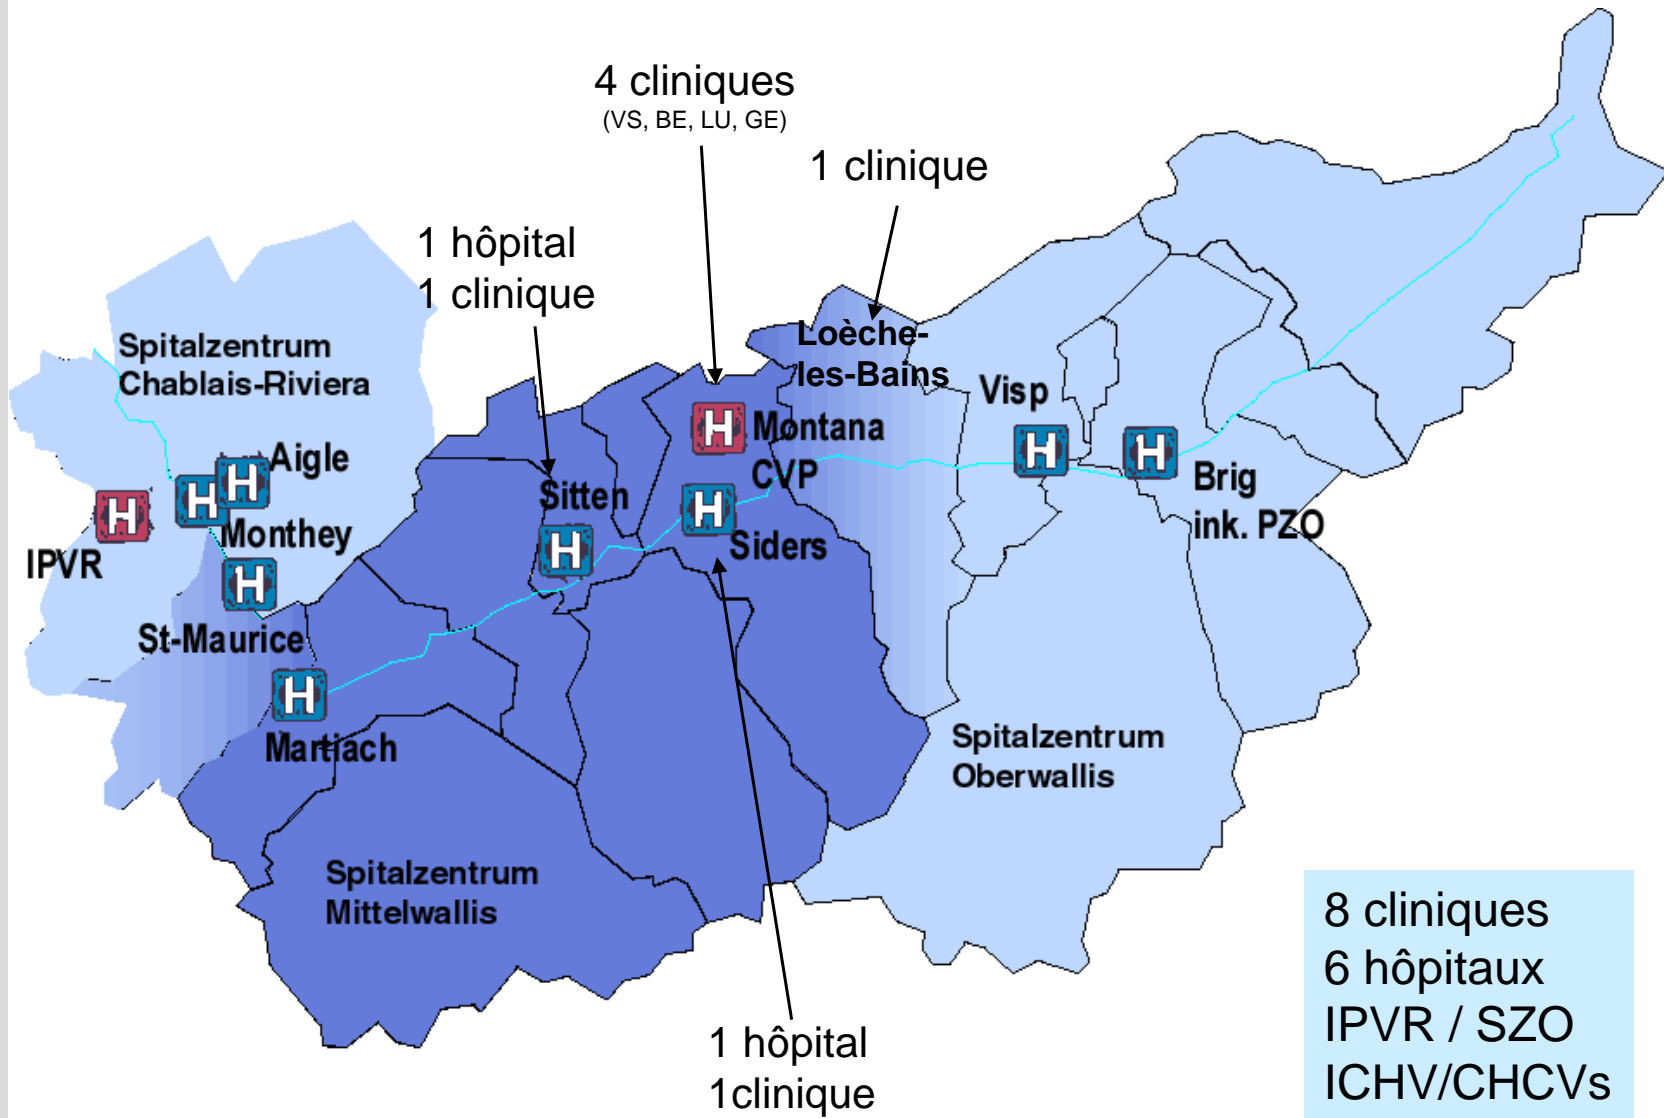 4 cliniques
(VS, BE, LU, GE)
1 clinique
1 hôpital
1 clinique
Spitalzentrum
Chablais-Riviera
Loèche-
les-Bains
Visp
H
Montana
CVP
H
H
Brig
ink. PZO
H
Aigle
H
Monthey
H
IPVR
Sitten
H
H
Siders
H
St-Maurice
H
Martiach
Spitalzentrum
Oberwallis
Spitalzentrum
Mittelwallis
1 hôpital
1clinique
8 cliniques
6 hôpitaux
IPVR / SZO
ICHV/CHCVs